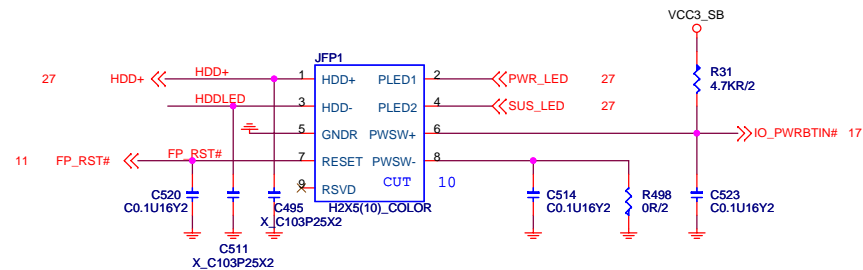 VCC3_SB
JFP1
27 HDD+ HDD+ 1 HDD+ PLED1 2 PWR_LED 27
R31
4.7KR/2
HDDLED 3 HDD- PLED2 4 SUS_LED 27
5 GNDR PWSW+ 6 IO_PWRBTIN# 17
11 FP_RST# FP_RST# 7 RESET PWSW- 8
9 RSVD CUT 10
C520
C0.1U16Y2
C495
X_C103P25X2
H2X5(10)_COLOR
C514
C0.1U16Y2
R498
0R/2
C523
C0.1U16Y2
C511
X_C103P25X2